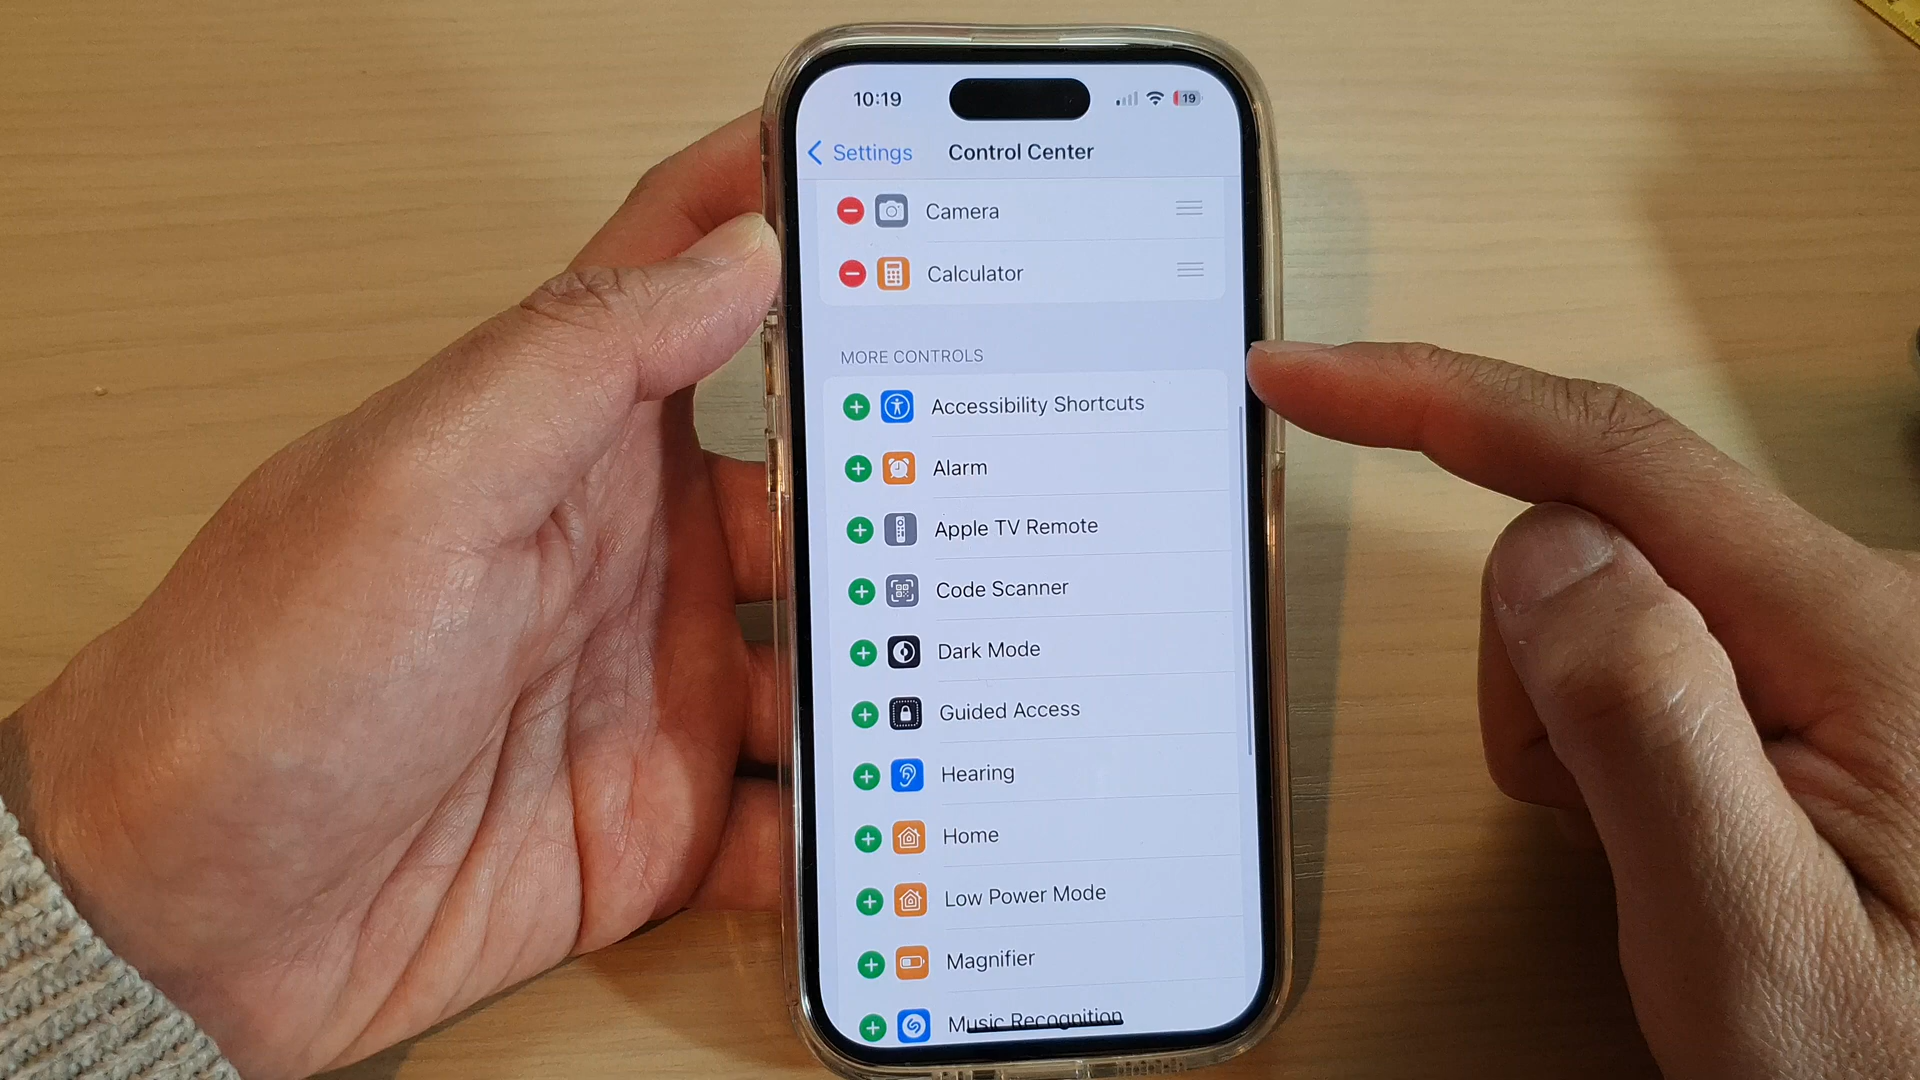 10:19
19
Settings
Control Center
Camera
Calculator
MORE CONTROLS
Accessibility Shortcuts
Alarm
Apple TV Remote
Code Scanner
Dark Mode
Guided Access
Hearing
Home
Low Power Mode
Magnifier
Music Recognition